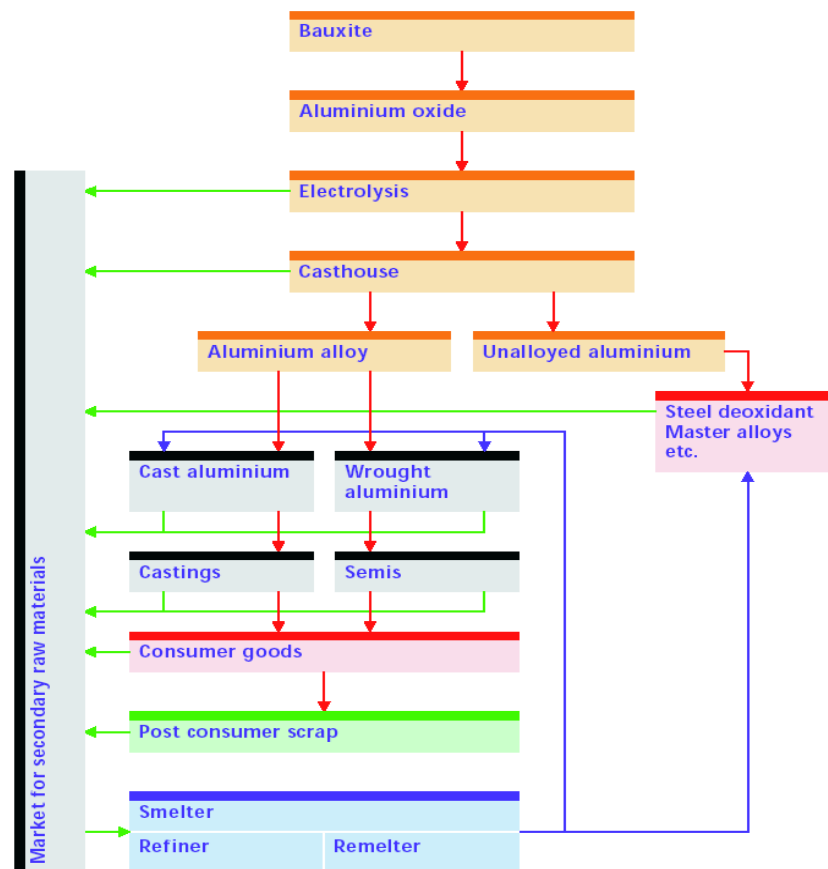 Bauxite
Aluminium oxide
Electrolysis
Casthouse
Aluminium alloy
Unalloyed aluminium
Steel deoxidant
Master alloys
etc.
Cast aluminium
Wrought
aluminium
Castings
Semis
Consumer goods
Post consumer scrap
Smelter
Refiner
Remelter
Market for secondary raw materials